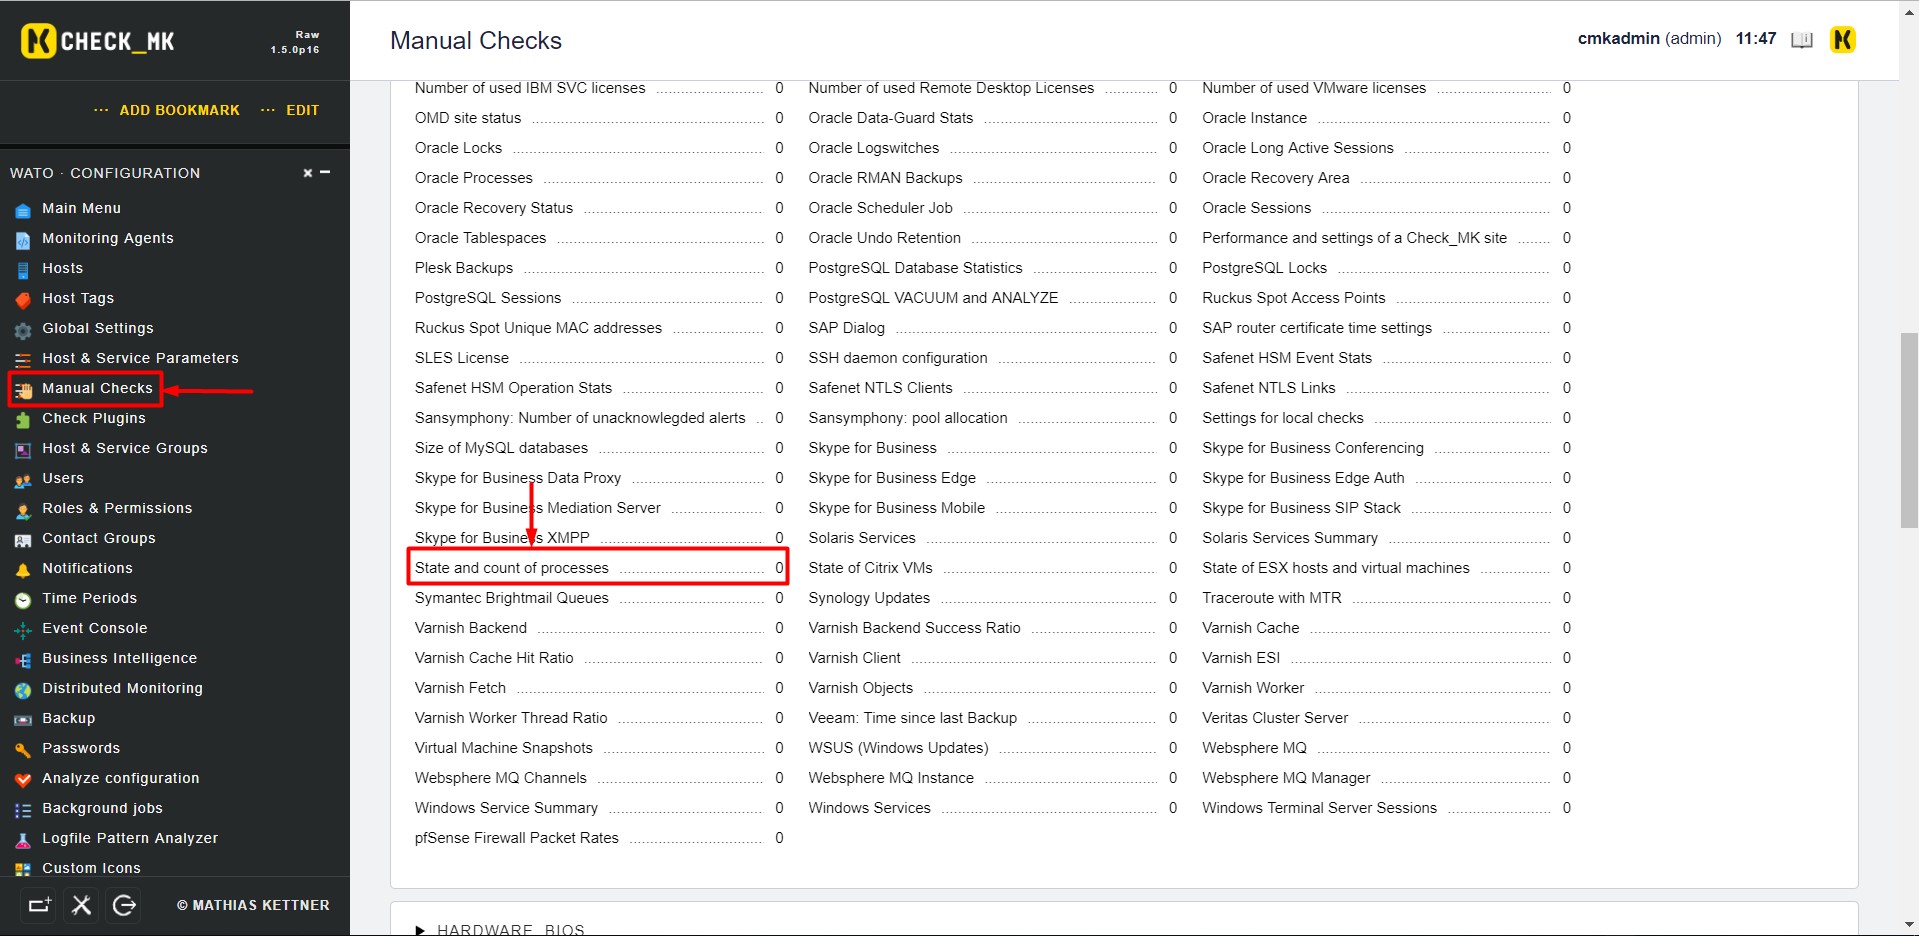 CHECK_MK
Raw
1.5.0p16
··· ADD BOOKMARK ··· EDIT
WATO · CONFIGURATION
Main Menu
Monitoring Agents
Hosts
Host Tags
Global Settings
Host & Service Parameters
Manual Checks
Check Plugins
Host & Service Groups
Users
Roles & Permissions
Contact Groups
Notifications
Time Periods
Event Console
Business Intelligence
Distributed Monitoring
Backup
Passwords
Analyze configuration
Background jobs
Logfile Pattern Analyzer
Custom Icons
© MATHIAS KETTNER
Manual Checks
cmkadmin (admin) 11:47
Number of used IBM SVC licenses 0 Number of used Remote Desktop Licenses 0 Number of used VMware licenses 0
OMD site status 0 Oracle Data-Guard Stats 0 Oracle Instance 0
Oracle Locks 0 Oracle Logswitches 0 Oracle Long Active Sessions 0
Oracle Processes 0 Oracle RMAN Backups 0 Oracle Recovery Area 0
Oracle Recovery Status 0 Oracle Scheduler Job 0 Oracle Sessions 0
Oracle Tablespaces 0 Oracle Undo Retention 0 Performance and settings of a Check_MK site 0
Plesk Backups 0 PostgreSQL Database Statistics 0 PostgreSQL Locks 0
PostgreSQL Sessions 0 PostgreSQL VACUUM and ANALYZE 0 Ruckus Spot Access Points 0
Ruckus Spot Unique MAC addresses 0 SAP Dialog 0 SAP router certificate time settings 0
SLES License 0 SSH daemon configuration 0 Safenet HSM Event Stats 0
Safenet HSM Operation Stats 0 Safenet NTLS Clients 0 Safenet NTLS Links 0
Sansymphony: Number of unacknowlegded alerts 0 Sansymphony: pool allocation 0 Settings for local checks 0
Size of MySQL databases 0 Skype for Business 0 Skype for Business Conferencing 0
Skype for Business Data Proxy 0 Skype for Business Edge 0 Skype for Business Edge Auth 0
Skype for Business Mediation Server 0 Skype for Business Mobile 0 Skype for Business SIP Stack 0
Skype for Business XMPP 0 Solaris Services 0 Solaris Services Summary 0
State and count of processes 0 State of Citrix VMs 0 State of ESX hosts and virtual machines 0
Symantec Brightmail Queues 0 Synology Updates 0 Traceroute with MTR 0
Varnish Backend 0 Varnish Backend Success Ratio 0 Varnish Cache 0
Varnish Cache Hit Ratio 0 Varnish Client 0 Varnish ESI 0
Varnish Fetch 0 Varnish Objects 0 Varnish Worker 0
Varnish Worker Thread Ratio 0 Veeam: Time since last Backup 0 Veritas Cluster Server 0
Virtual Machine Snapshots 0 WSUS (Windows Updates) 0 Websphere MQ 0
Websphere MQ Channels 0 Websphere MQ Instance 0 Websphere MQ Manager 0
Windows Service Summary 0 Windows Services 0 Windows Terminal Server Sessions 0
pfSense Firewall Packet Rates 0
HARDWARE, BIOS